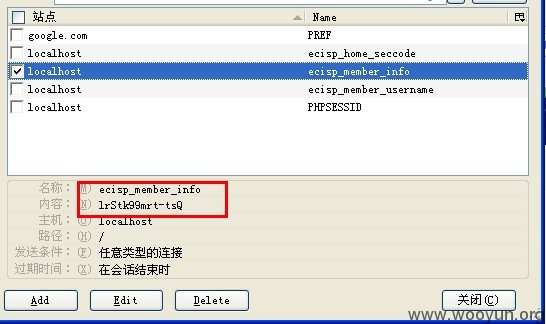 站点 Name
google.com PREF
localhost ecisp_home_seccode
localhost ecisp_member_info
localhost ecisp_member_username
localhost PHPSESSID
名称：(M) ecisp_member_info
内容：(N) lrStk99mrt-tsQ
主机：(O) localhost
路径：(H) /
发送条件：(F) 任意类型的连接
过期时间：(X) 在会话结束时
Add Edit Delete 关闭(C)
www.wooyun.org